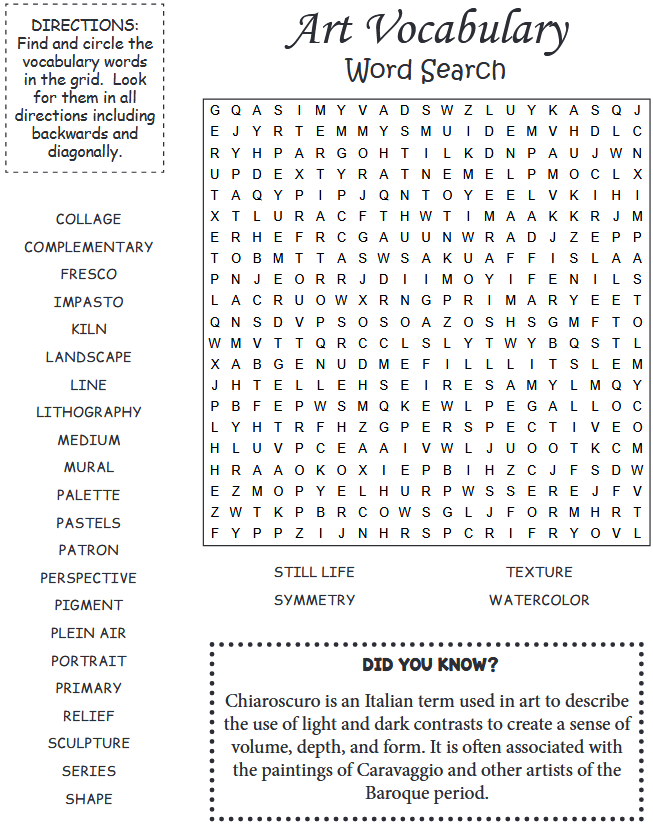 Art Vocabulary
Word Search
DIRECTIONS:
Find and circle the
vocabulary words
in the grid. Look
for them in all
directions including
backwards and
diagonally.
G Q A S I M Y V A D S W Z L U Y K A S Q J
E J Y R T E M M Y S M U I D E M V H D L C
R Y H P A R G O H T I L K D N P A U J W N
U P D E X T Y R A T N E M E L P M O C L X
T A Q Y P I P J Q N T O Y E E L V K I H I
X T L U R A C F T H W T I M A A K K R J M
E R H E F R C G A U U N W R A D J Z E P P
T O B M T T A S W S A K U A F F I S L A A
P N J E O R R J D I I M O Y I F E N I L S
L A C R U O W X R N G P R I M A R Y E E T
Q N S D V P S O S O A Z O S H S G M F T O
W M V T T Q R C C L S L Y T W Y B Q S T L
X A B G E N U D M E F I L L L I T S L E M
J H T E L L E H S E I R E S A M Y L M Q Y
P B F E P W S M Q K E W L P E G A L L O C
L Y H T R F H Z G P E R S P E C T I V E O
H L U V P C E A A I V W L J U O O T K C M
H R A A O K O X I E P B I H Z C J F S D W
E Z M O P Y E L H U R P W S S E R E J F V
Z W T K P B R C O W S G L J F O R M H R T
F Y P P Z I J N H R S P C R I F R Y O V L
COLLAGE
COMPLEMENTARY
FRESCO
IMPASTO
KILN
LANDSCAPE
LINE
LITHOGRAPHY
MEDIUM
MURAL
PALETTE
PASTELS
PATRON
PERSPECTIVE
PIGMENT
PLEIN AIR
PORTRAIT
PRIMARY
RELIEF
SCULPTURE
SERIES
SHAPE
STILL LIFE
TEXTURE
SYMMETRY
WATERCOLOR
DID YOU KNOW?
Chiaroscuro is an Italian term used in art to describe
the use of light and dark contrasts to create a sense of
volume, depth, and form. It is often associated with
the paintings of Caravaggio and other artists of the
Baroque period.